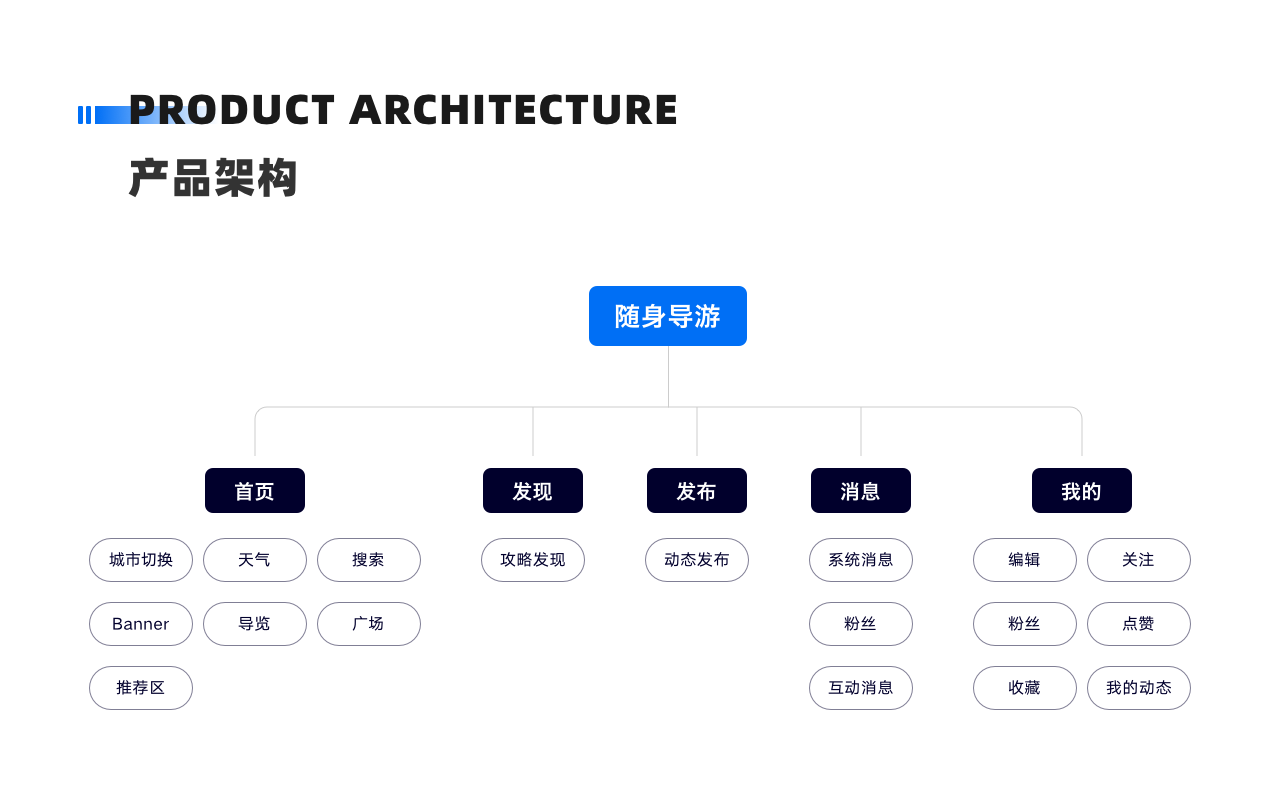 PRODUCT ARCHITECTURE
产品架构
随身导游
首页
发现
发布
消息
我的
城市切换
天气
搜索
攻略发现
动态发布
系统消息
编辑
关注
Banner
导览
广场
粉丝
粉丝
点赞
推荐区
互动消息
收藏
我的动态